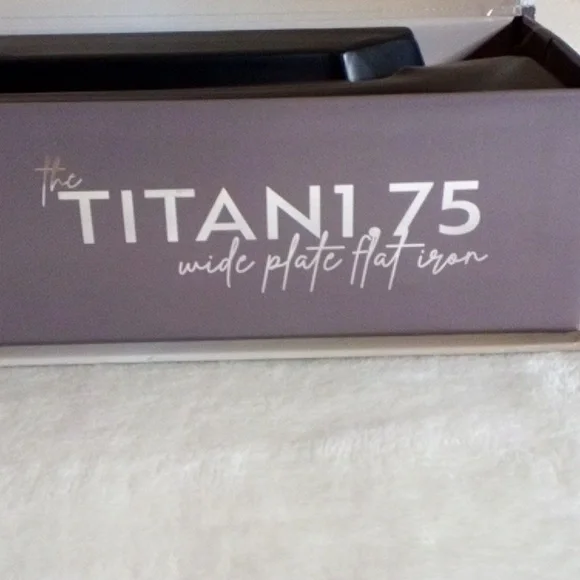 the
TITAN1.75
wide plate flat iron